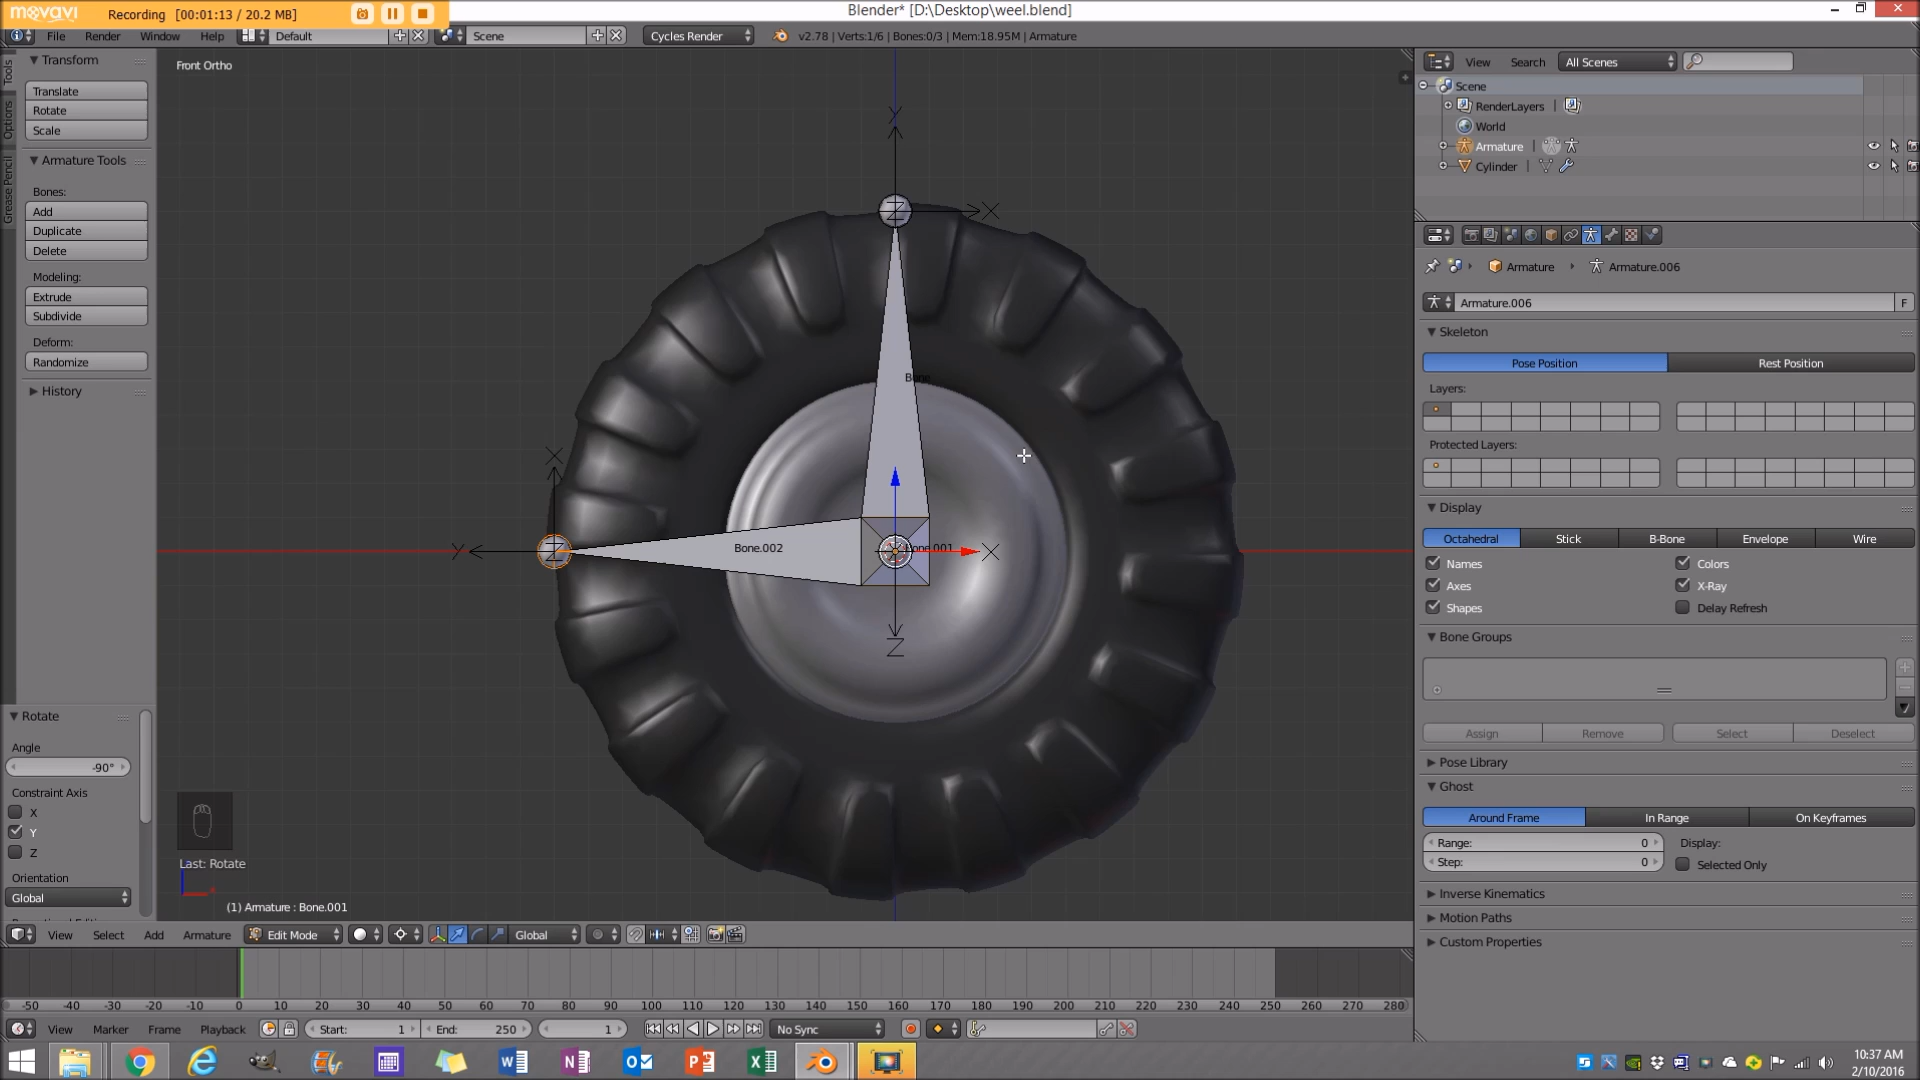 movavi
Recording [00:01:13 / 20.2 MB]
Blender* [D:\Desktop\weel.blend]
File Render Window Help Default Scene Cycles Render v2.78 | Verts:1/6 | Bones:0/3 | Mem:18.95M | Armature
Tools
Options
Grease Pencil
Transform
Translate
Rotate
Scale
Armature Tools
Bones:
Add
Duplicate
Delete
Modeling:
Extrude
Subdivide
Deform:
Randomize
History
Rotate
Angle
-90°
Constraint Axis
X
Y
Z
Orientation
Global
Front Ortho
Y
Z X
Bone
X
Y Z
Bone.002
Bone.001
X
Z
Last: Rotate
(1) Armature : Bone.001
View Select Add Armature Edit Mode Global
-50 -40 -30 -20 -10 0 10 20 30 40 50 60 70 80 90 100 110 120 130 140 150 160 170 180 190 200 210 220 230 240 250 260 270 280
View Marker Frame Playback Start: 1 End: 250 1 No Sync
View Search All Scenes
Scene
RenderLayers
World
Armature
Cylinder
Armature Armature.006
Armature.006 F
Skeleton
Pose Position Rest Position
Layers:
Protected Layers:
Display
Octahedral Stick B-Bone Envelope Wire
Names Colors
Axes X-Ray
Shapes Delay Refresh
Bone Groups
Assign Remove Select Deselect
Pose Library
Ghost
Around Frame In Range On Keyframes
Range: 0 Display:
Step: 0 Selected Only
Inverse Kinematics
Motion Paths
Custom Properties
10:37 AM
2/10/2016